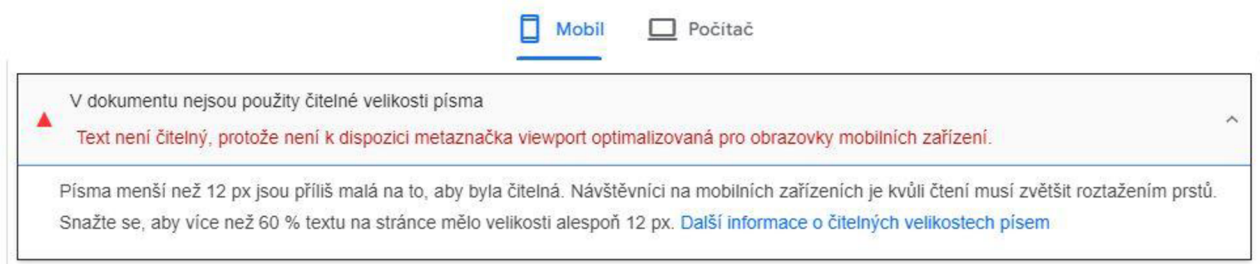 Mobil
Počítač
V dokumentu nejsou použity čitelné velikosti písma
Text není čitelný, protože není k dispozici metaznačka viewport optimalizovaná pro obrazovky mobilních zařízení.
Písma menší než 12 px jsou příliš malá na to, aby byla čitelná. Návštěvníci na mobilních zařízeních je kvůli čtení musí zvětšit roztažením prstů.
Snažte se, aby více než 60 % textu na stránce mělo velikosti alespoň 12 px. Další informace o čitelných velikostech písem